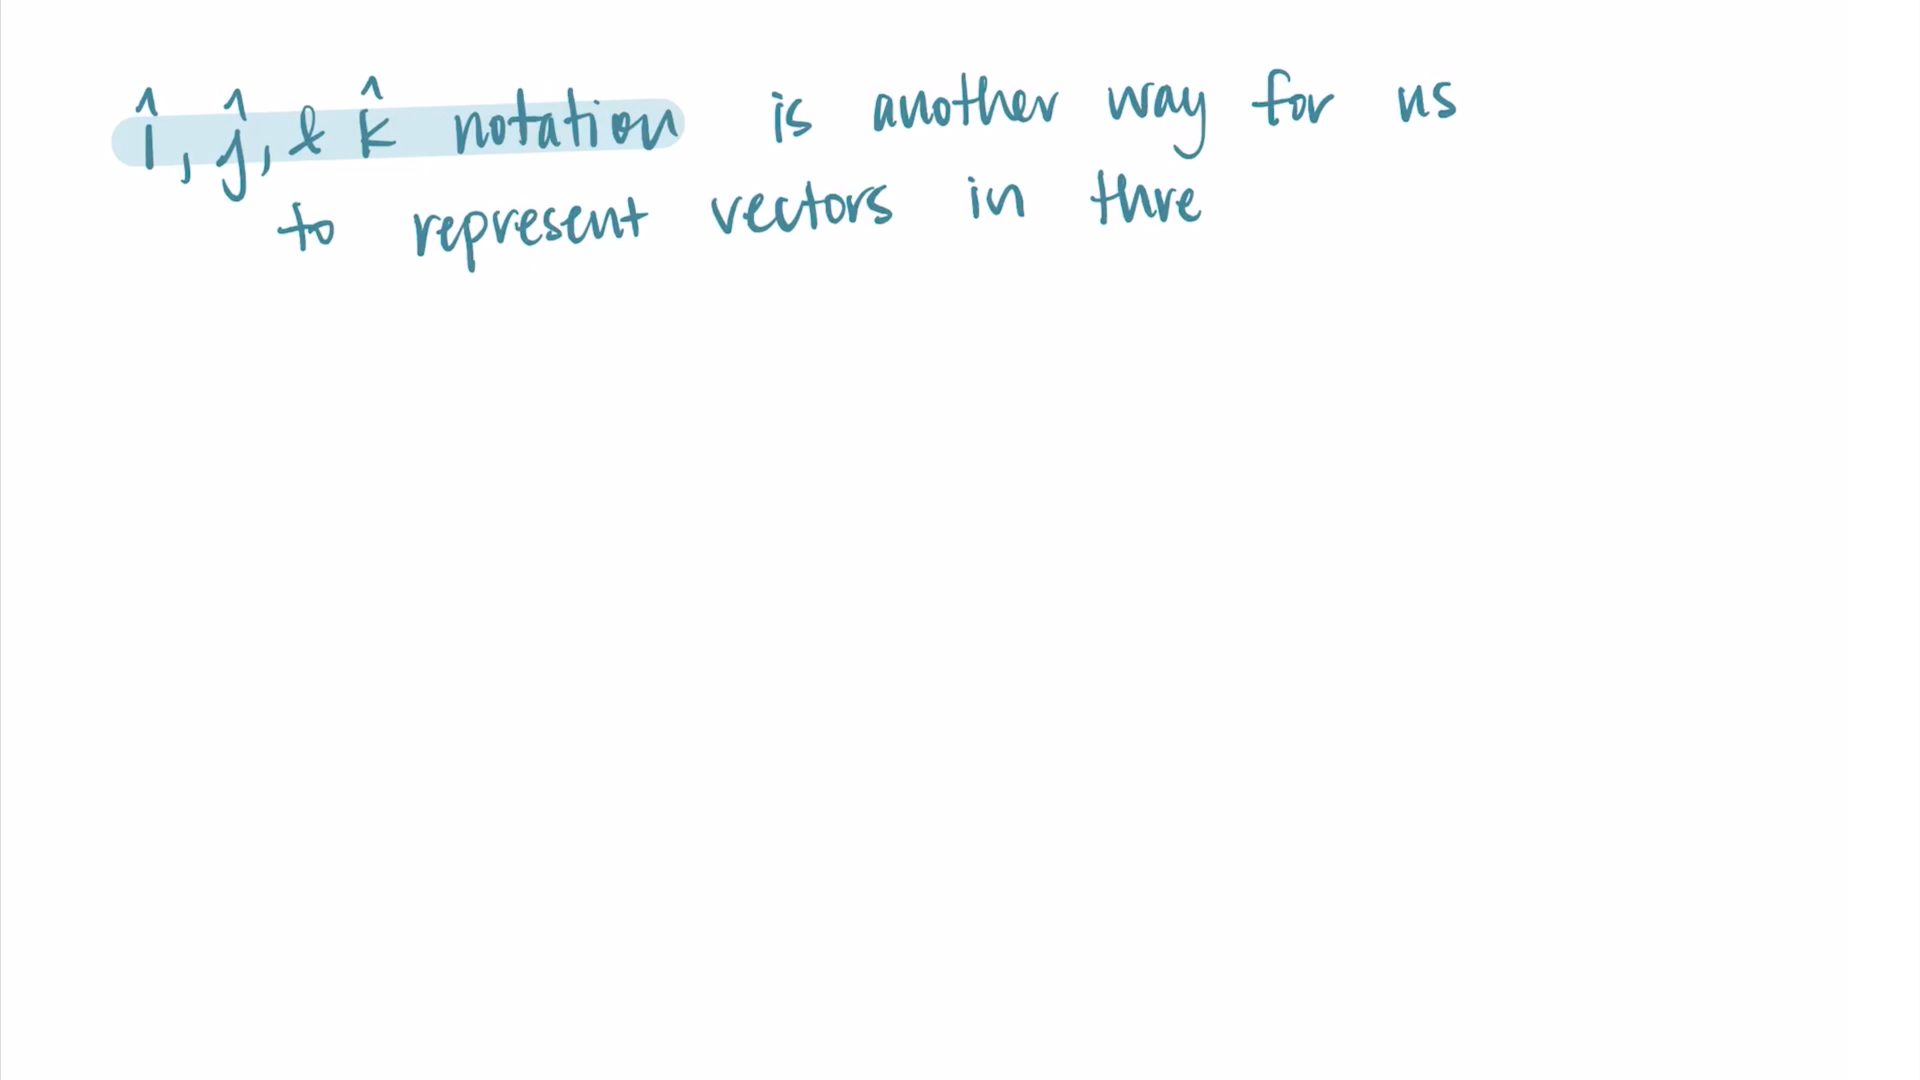 î, ĵ, & k̂ notation is another way for us
to represent vectors in thre